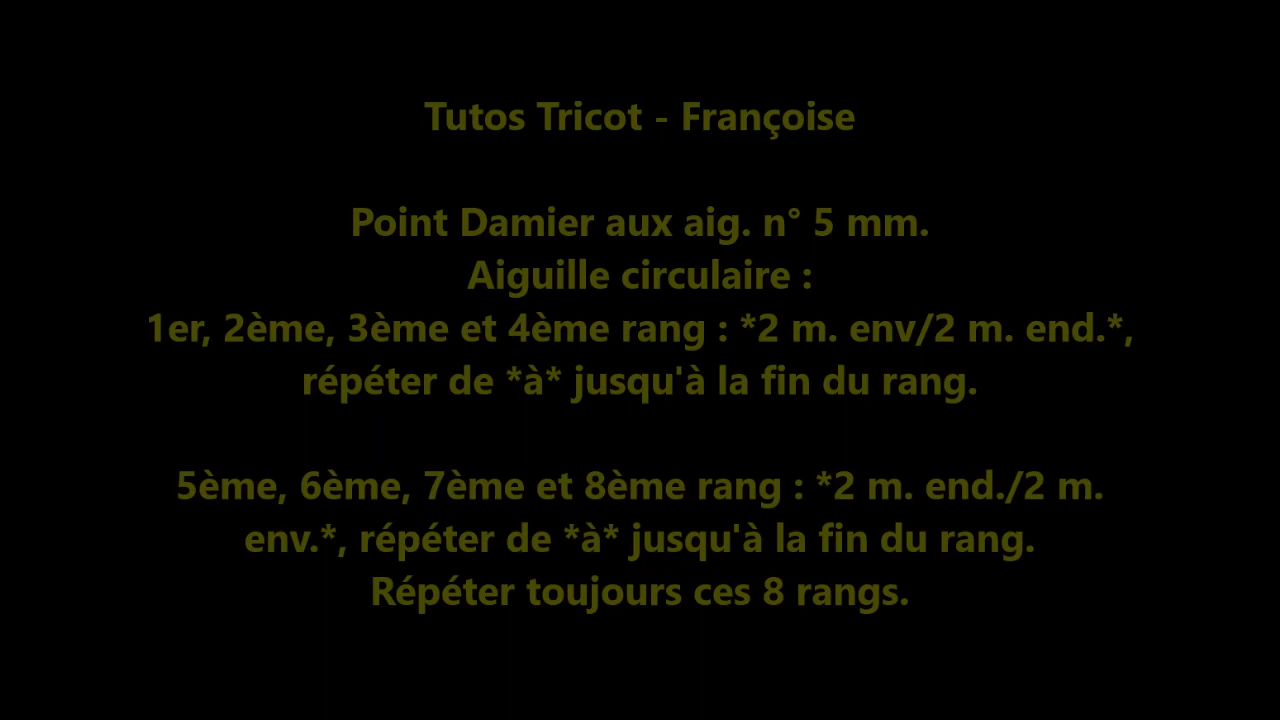 Tutos Tricot - Françoise
Point Damier aux aig. n° 5 mm.
Aiguille circulaire :
1er, 2ème, 3ème et 4ème rang : *2 m. env/2 m. end.*,
répéter de *à* jusqu'à la fin du rang.
5ème, 6ème, 7ème et 8ème rang : *2 m. end./2 m.
env.*, répéter de *à* jusqu'à la fin du rang.
Répéter toujours ces 8 rangs.